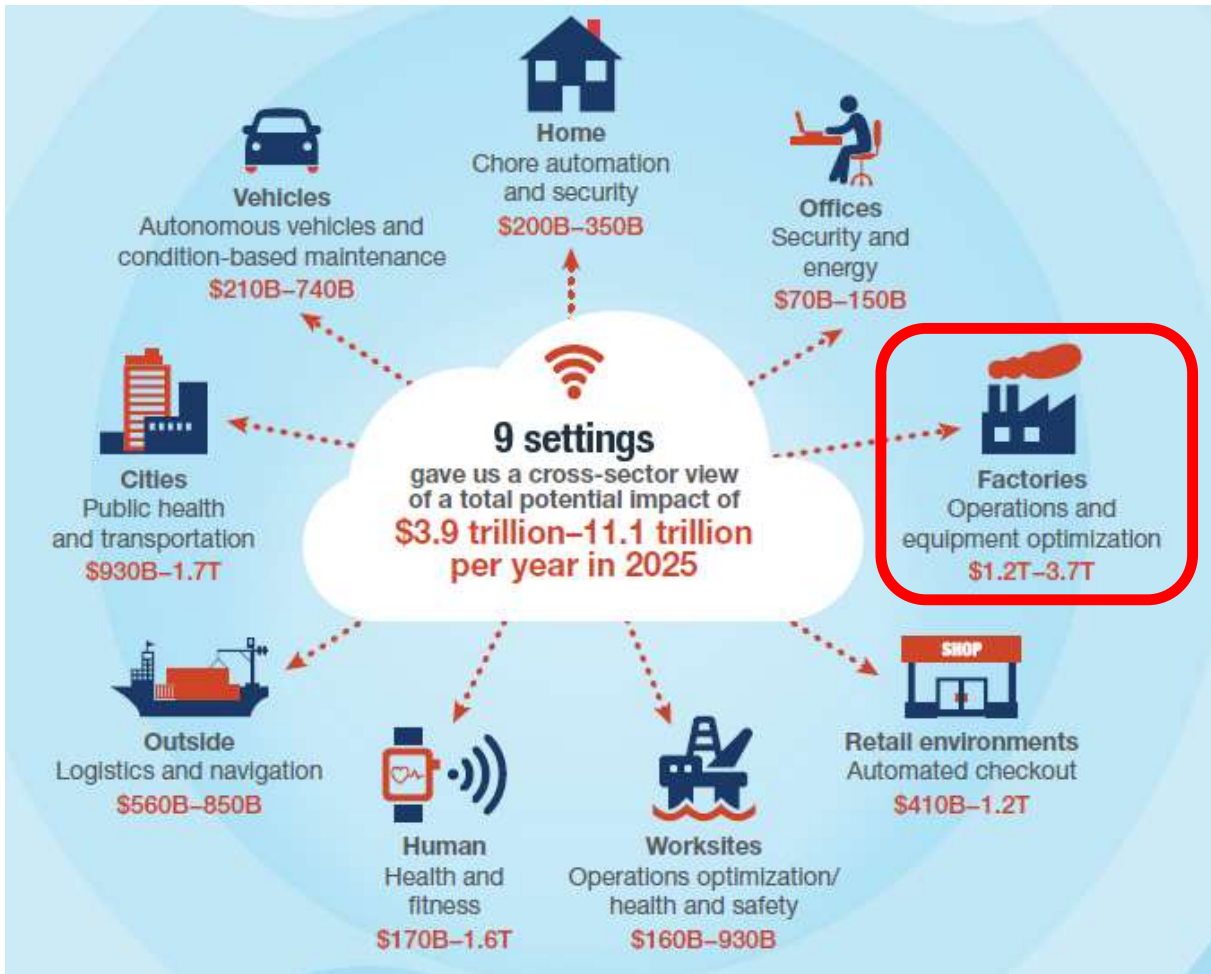 Home
Chore automation
and security
$200B–350B
Offices
Security and
energy
$70B–150B
Factories
Operations and
equipment optimization
$1.2T–3.7T
SHOP
Retail environments
Automated checkout
$410B–1.2T
Worksites
Operations optimization/
health and safety
$160B–930B
Human
Health and
fitness
$170B–1.6T
Outside
Logistics and navigation
$560B–850B
Cities
Public health
and transportation
$930B–1.7T
Vehicles
Autonomous vehicles and
condition-based maintenance
$210B–740B
9 settings
gave us a cross-sector view
of a total potential impact of
$3.9 trillion–11.1 trillion
per year in 2025